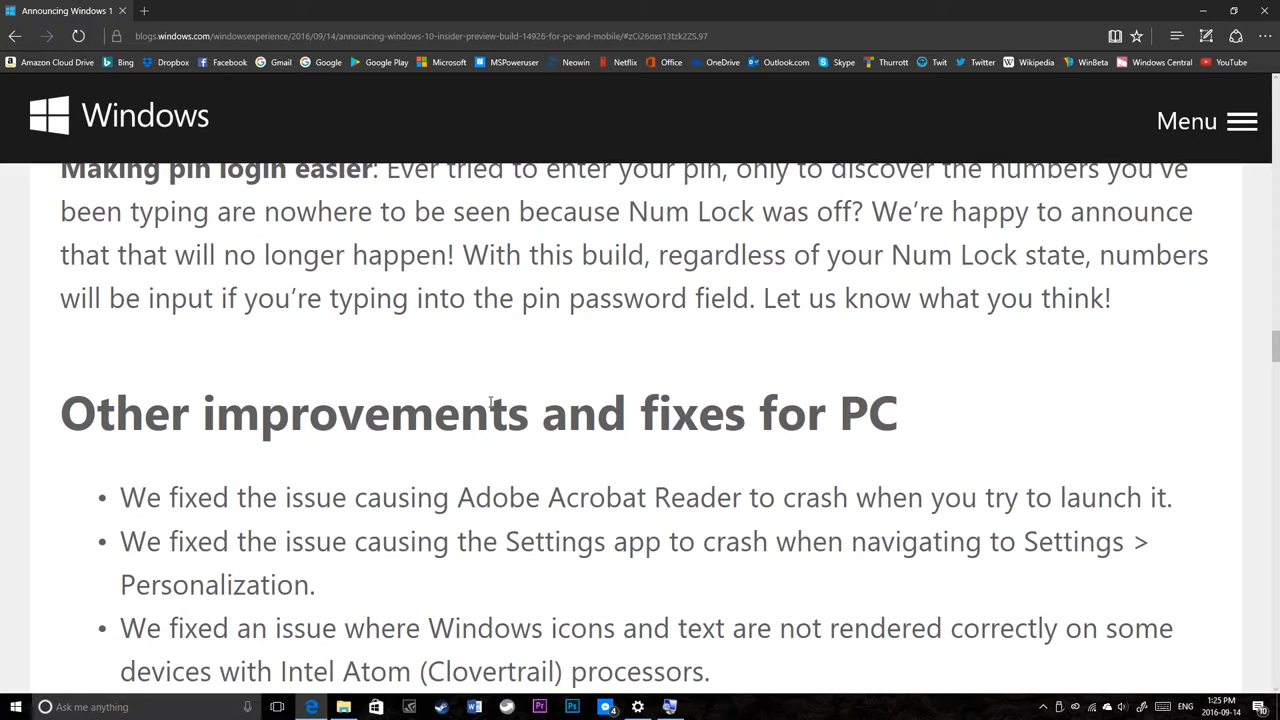 Announcing Windows 1
blogs.windows.com/windowsexperience/2016/09/14/announcing-windows-10-insider-preview-build-14926-for-pc-and-mobile/#zCi26oxs13tzk2ZS.97
Amazon Cloud Drive Bing Dropbox Facebook Gmail Google Google Play Microsoft MSPoweruser Neowin Netflix Office OneDrive Outlook.com Skype Thurrott Twit Twitter Wikipedia WinBeta Windows Central YouTube
Windows Menu
Making pin login easier: Ever tried to enter your pin, only to discover the numbers you’ve
been typing are nowhere to be seen because Num Lock was off? We’re happy to announce
that that will no longer happen! With this build, regardless of your Num Lock state, numbers
will be input if you’re typing into the pin password field. Let us know what you think!
Other improvements and fixes for PC
• We fixed the issue causing Adobe Acrobat Reader to crash when you try to launch it.
• We fixed the issue causing the Settings app to crash when navigating to Settings >
Personalization.
• We fixed an issue where Windows icons and text are not rendered correctly on some
devices with Intel Atom (Clovertrail) processors.
Ask me anything 4 ENG 1:25 PM 10
2016-09-14